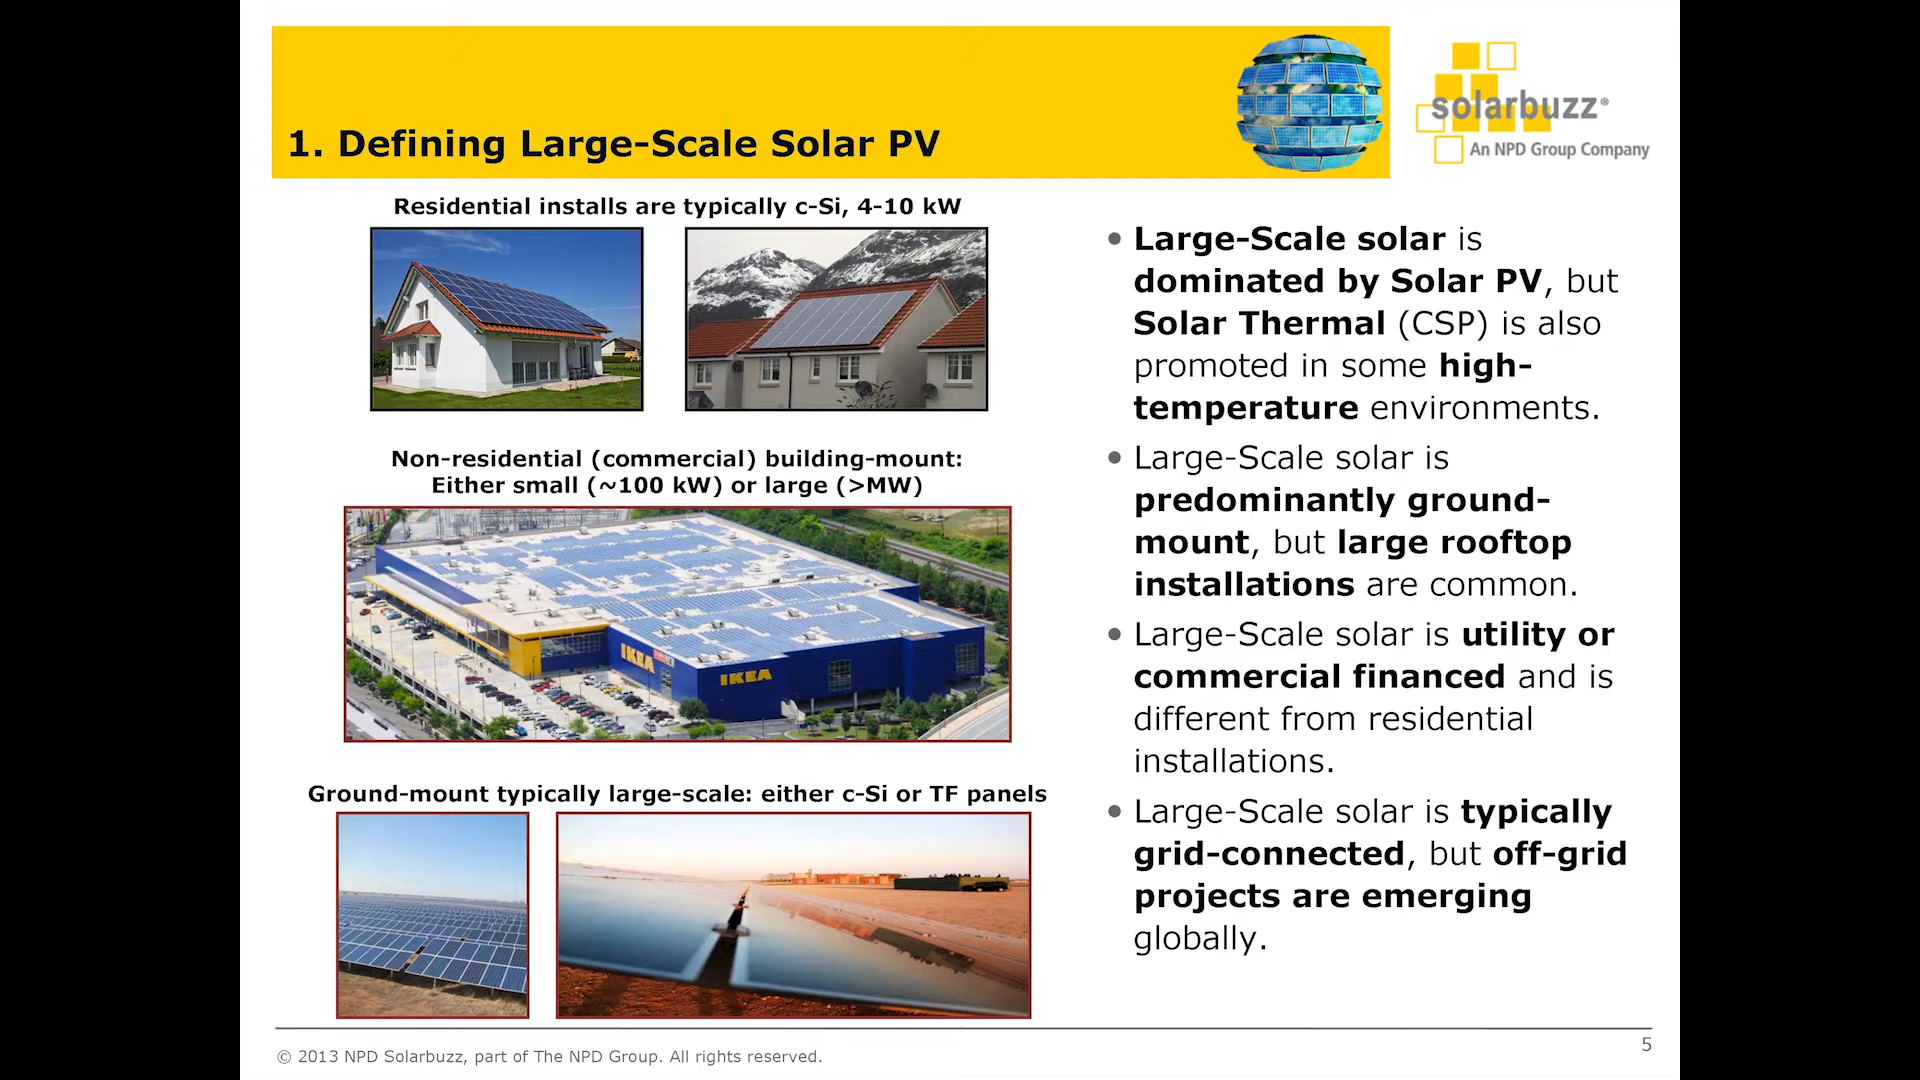 1. Defining Large-Scale Solar PV
solarbuzz®
An NPD Group Company
Residential installs are typically c-Si, 4-10 kW
Non-residential (commercial) building-mount:
Either small (~100 kW) or large (>MW)
IKEA
IKEA
Ground-mount typically large-scale: either c-Si or TF panels
• Large-Scale solar is
dominated by Solar PV, but
Solar Thermal (CSP) is also
promoted in some high-
temperature environments.
• Large-Scale solar is
predominantly ground-
mount, but large rooftop
installations are common.
• Large-Scale solar is utility or
commercial financed and is
different from residential
installations.
• Large-Scale solar is typically
grid-connected, but off-grid
projects are emerging
globally.
© 2013 NPD Solarbuzz, part of The NPD Group. All rights reserved.
5